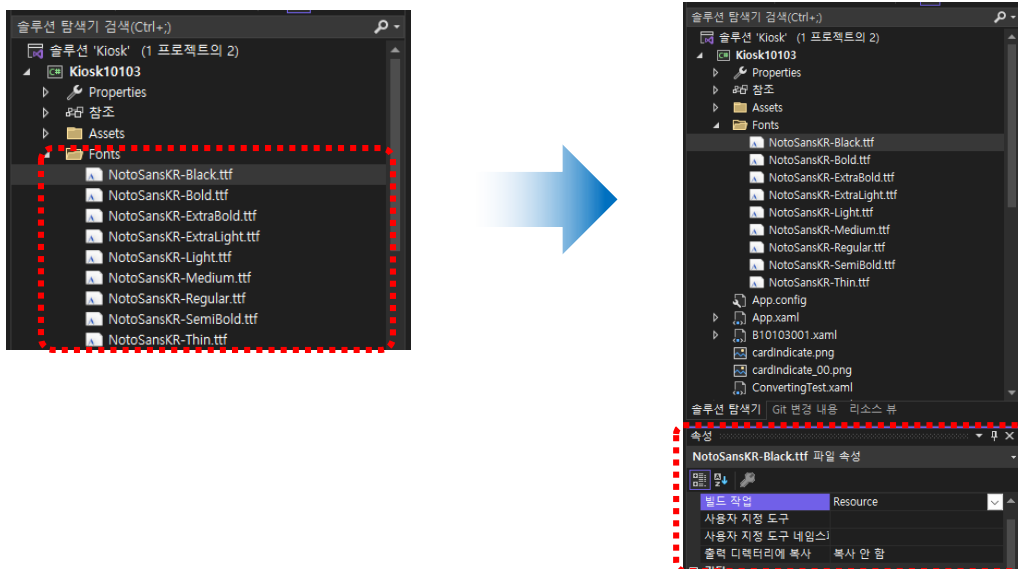 솔루션 탐색기 검색(Ctrl+;)
솔루션 'Kiosk' (1 프로젝트의 2)
Kiosk10103
Properties
참조
Assets
Fonts
NotoSansKR-Black.ttf
NotoSansKR-Bold.ttf
NotoSansKR-ExtraBold.ttf
NotoSansKR-ExtraLight.ttf
NotoSansKR-Light.ttf
NotoSansKR-Medium.ttf
NotoSansKR-Regular.ttf
NotoSansKR-SemiBold.ttf
NotoSansKR-Thin.ttf
솔루션 탐색기 검색(Ctrl+;)
솔루션 'Kiosk' (1 프로젝트의 2)
Kiosk10103
Properties
참조
Assets
Fonts
NotoSansKR-Black.ttf
NotoSansKR-Bold.ttf
NotoSansKR-ExtraBold.ttf
NotoSansKR-ExtraLight.ttf
NotoSansKR-Light.ttf
NotoSansKR-Medium.ttf
NotoSansKR-Regular.ttf
NotoSansKR-SemiBold.ttf
NotoSansKR-Thin.ttf
App.config
App.xaml
B10103001.xaml
cardIndicate.png
cardIndicate_00.png
ConvertingTest.xaml
솔루션 탐색기 Git 변경 내용 리소스 뷰
속성
NotoSansKR-Black.ttf 파일 속성
빌드 작업 Resource
사용자 지정 도구
사용자 지정 도구 네임스
출력 디렉터리에 복사 복사 안 함